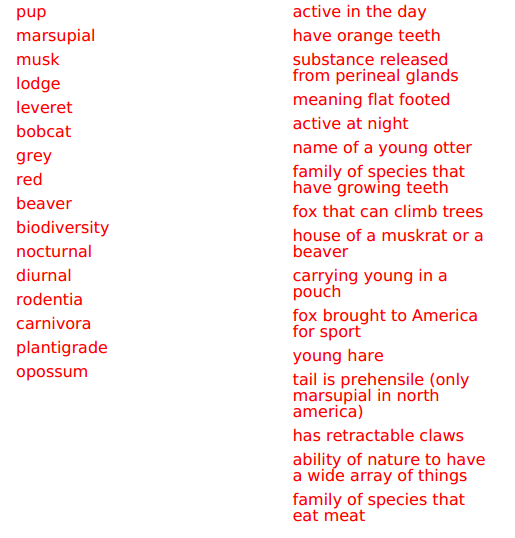 pup
marsupial
musk
lodge
leveret
bobcat
grey
red
beaver
biodiversity
nocturnal
diurnal
rodentia
carnivora
plantigrade
opossum
active in the day
have orange teeth
substance released
from perineal glands
meaning flat footed
active at night
name of a young otter
family of species that
have growing teeth
fox that can climb trees
house of a muskrat or a
beaver
carrying young in a
pouch
fox brought to America
for sport
young hare
tail is prehensile (only
marsupial in north
america)
has retractable claws
ability of nature to have
a wide array of things
family of species that
eat meat